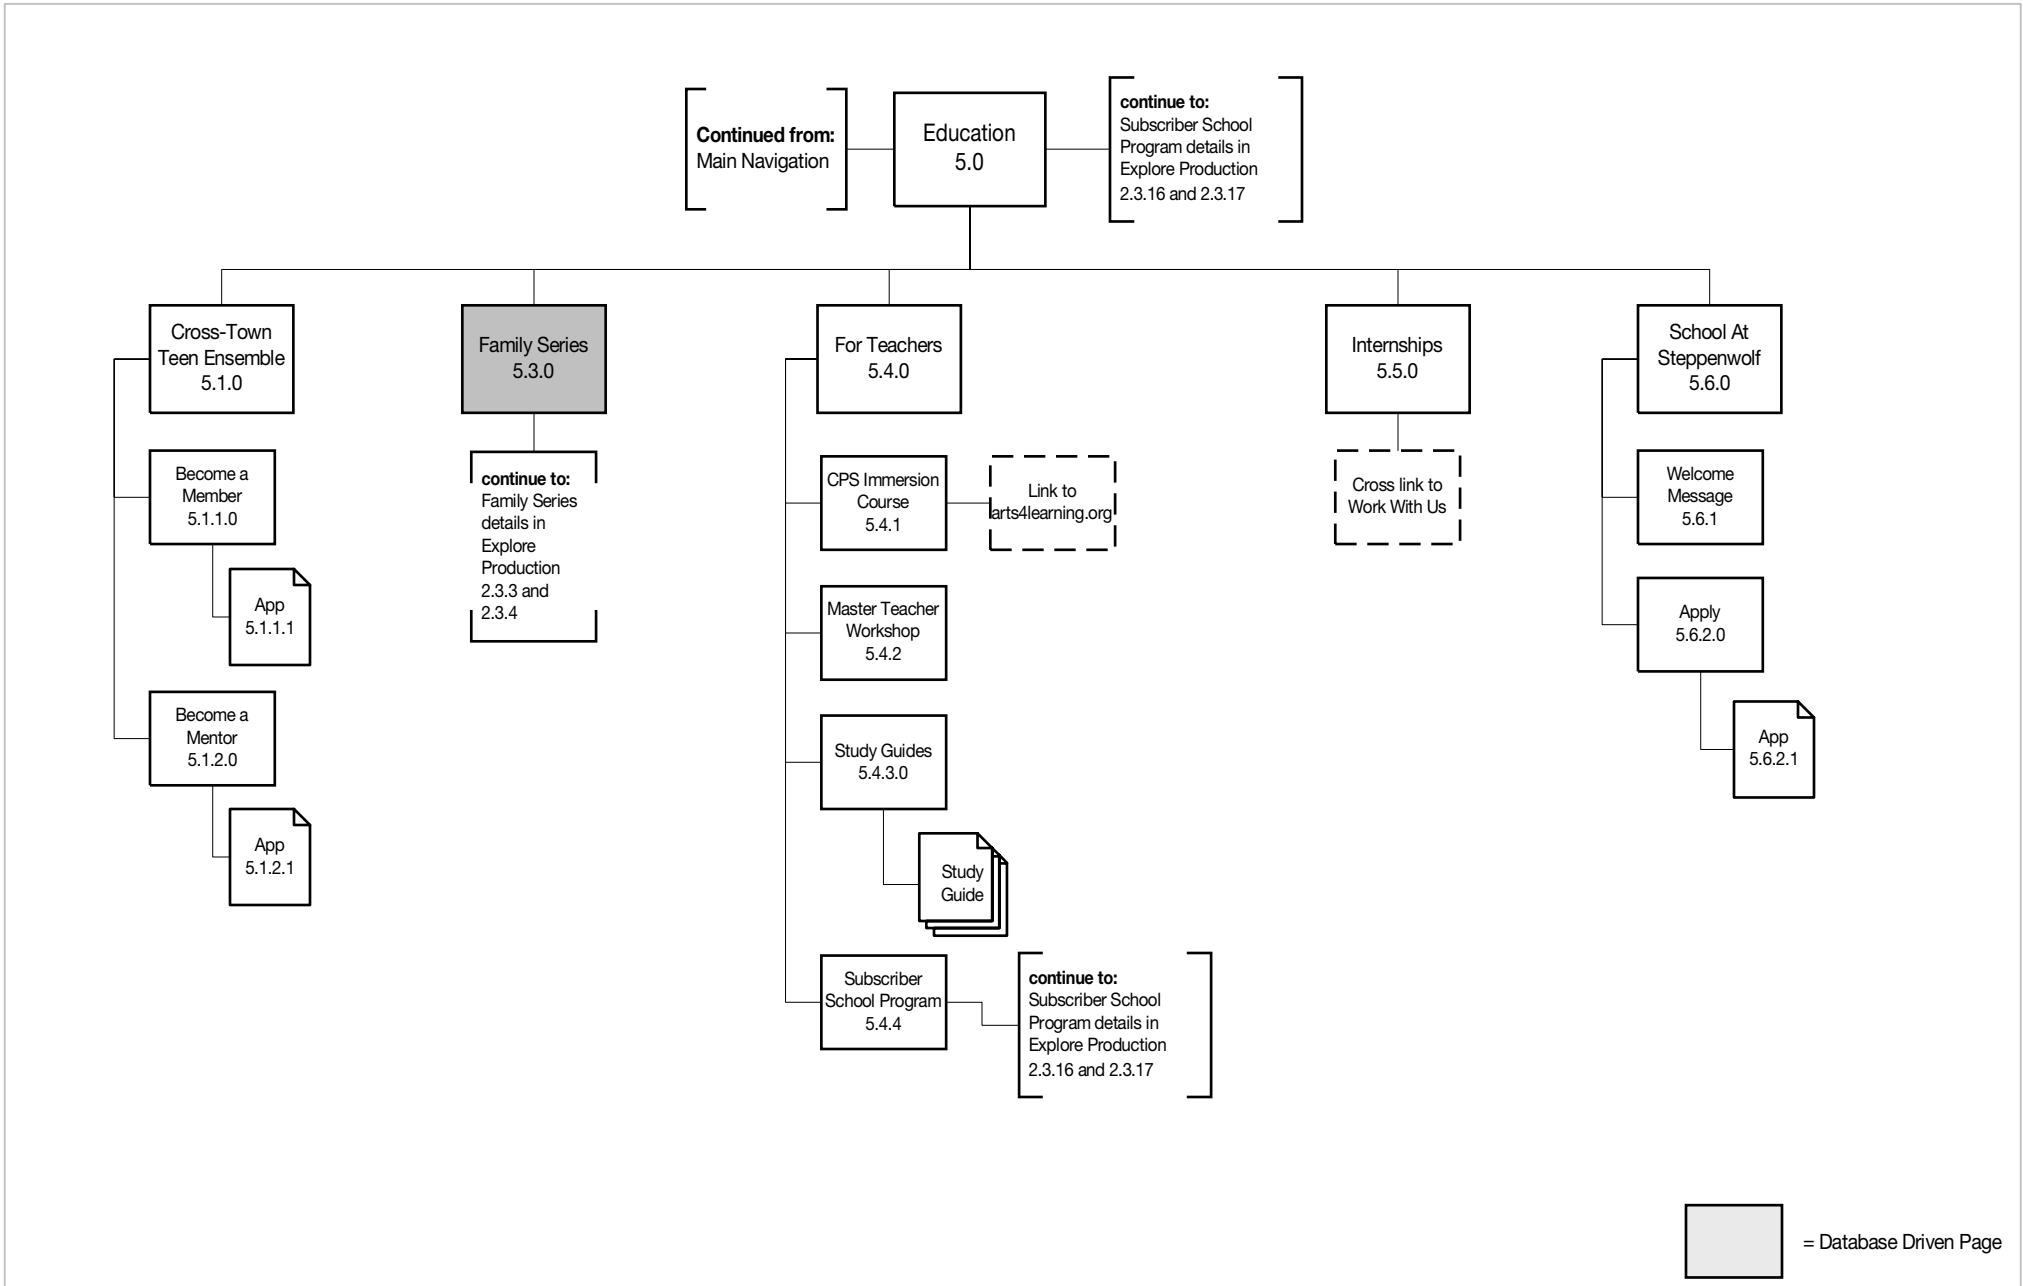 Continued from:
Main Navigation
Education
5.0
continue to:
Subscriber School
Program details in
Explore Production
2.3.16 and 2.3.17
Cross-Town
Teen Ensemble
5.1.0
Become a
Member
5.1.1.0
App
5.1.1.1
Become a
Mentor
5.1.2.0
App
5.1.2.1
Family Series
5.3.0
continue to:
Family Series
details in
Explore
Production
2.3.3 and
2.3.4
For Teachers
5.4.0
CPS Immersion
Course
5.4.1
Link to
arts4learning.org
Master Teacher
Workshop
5.4.2
Study Guides
5.4.3.0
Study
Guide
Subscriber
School Program
5.4.4
continue to:
Subscriber School
Program details in
Explore Production
2.3.16 and 2.3.17
Internships
5.5.0
Cross link to
Work With Us
School At
Steppenwolf
5.6.0
Welcome
Message
5.6.1
Apply
5.6.2.0
App
5.6.2.1
= Database Driven Page